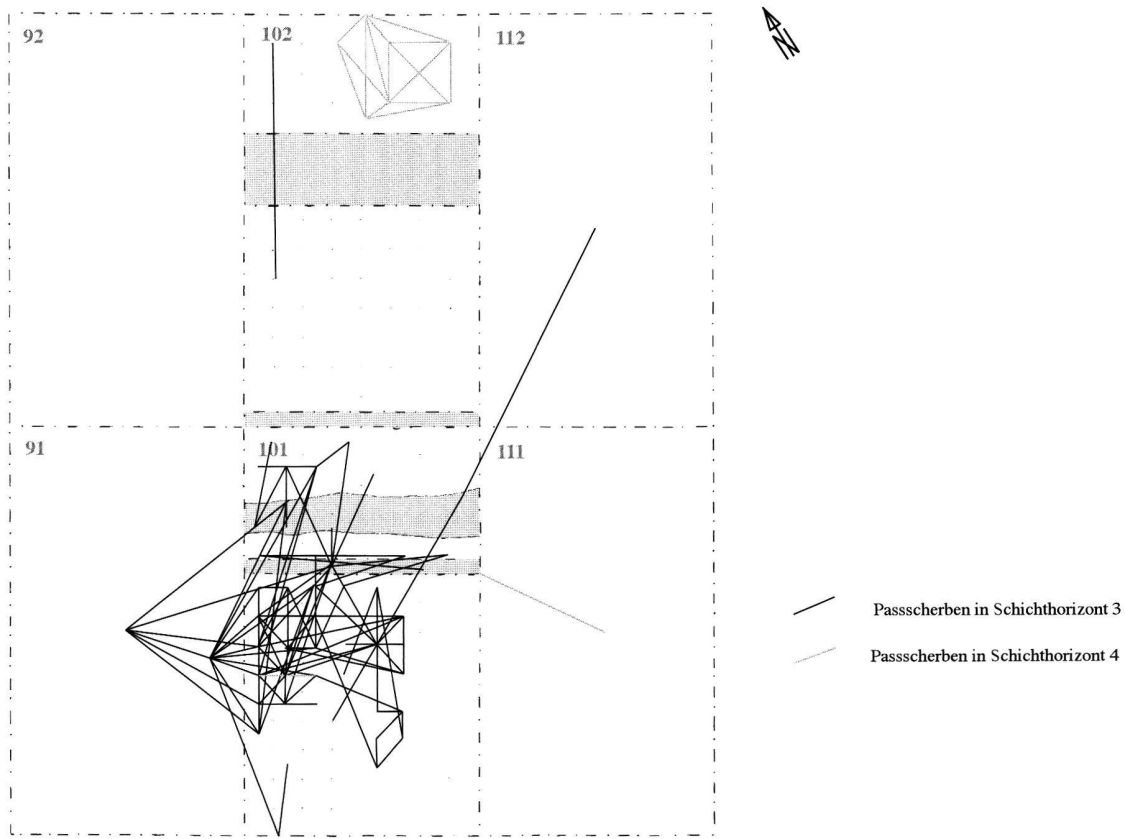 92
102
112
N
91
101
111
Passscherben in Schichthorizont 3
Passscherben in Schichthorizont 4